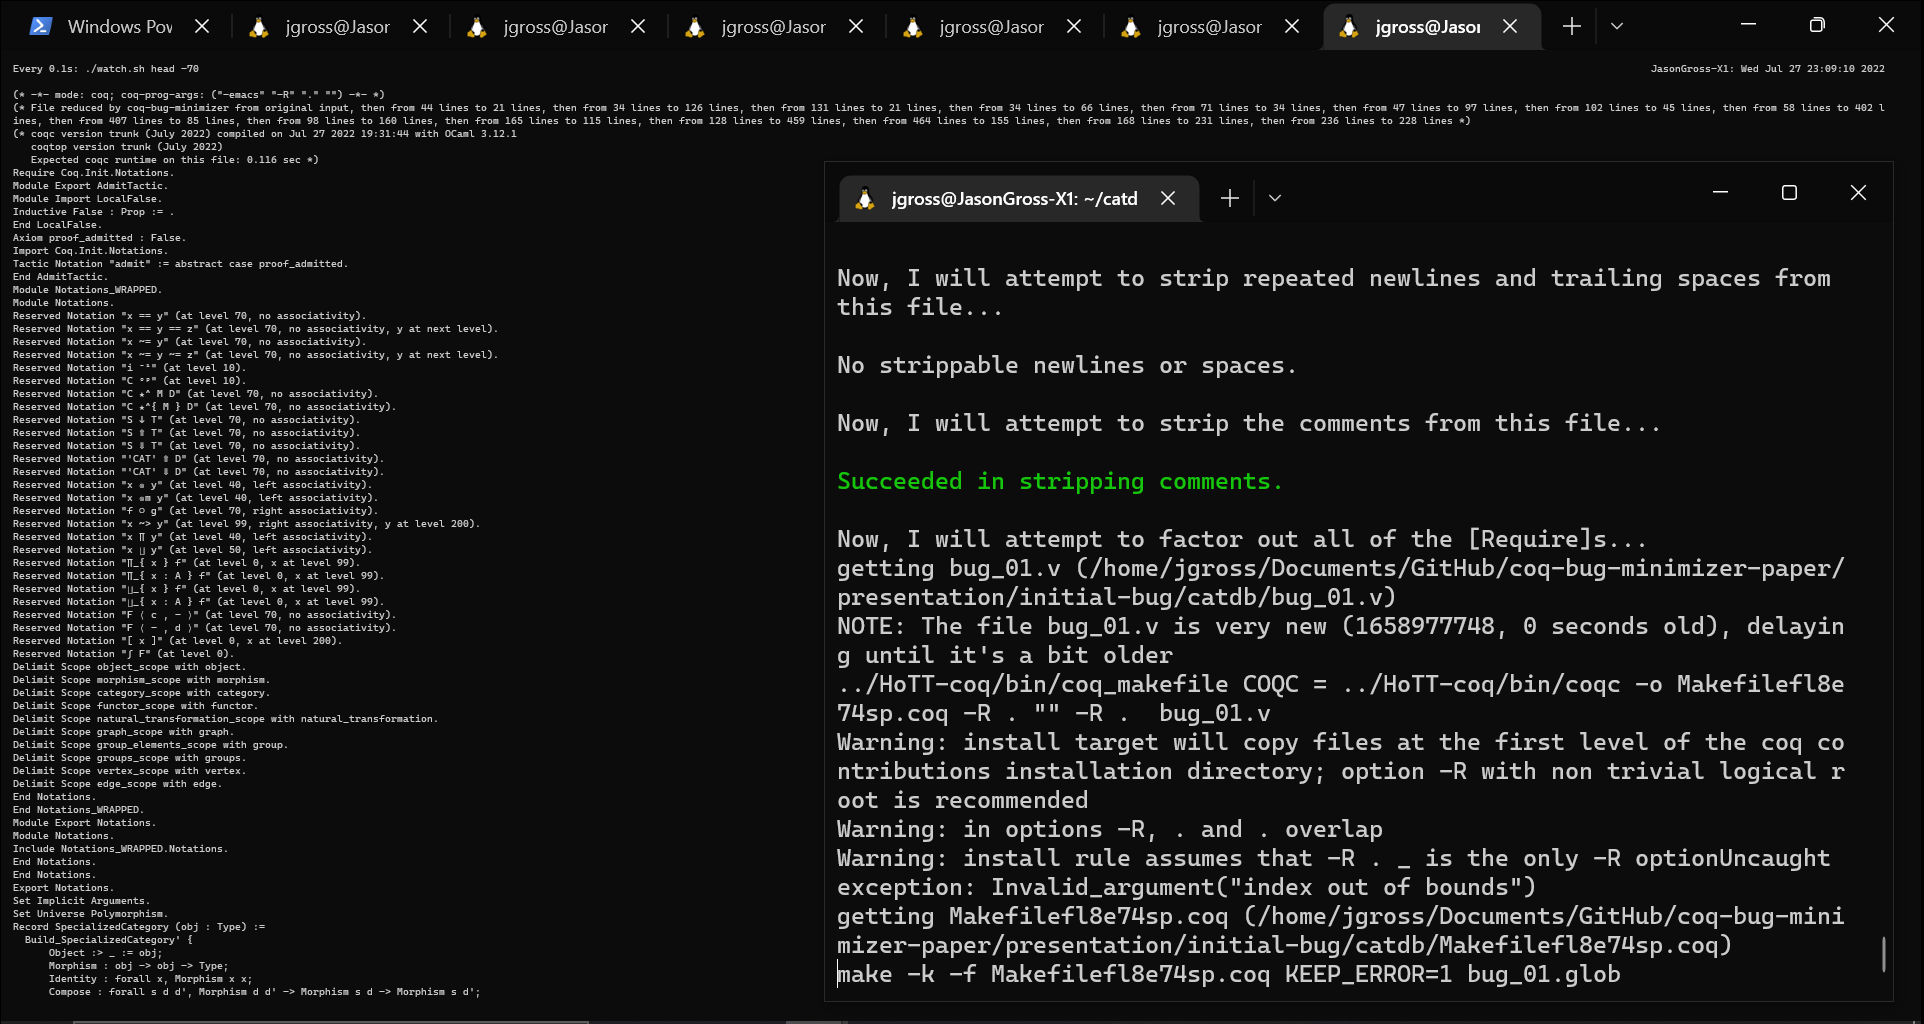 Windows Pov
jgross@Jasor
jgross@Jasor
jgross@Jasor
jgross@Jasor
jgross@Jasor
jgross@Jasor
Every 0.1s: ./watch.sh head -70
JasonGross-X1: Wed Jul 27 23:09:10 2022
(* -*- mode: coq; coq-prog-args: ("-emacs" "-R" "." "") -*- *)
(* File reduced by coq-bug-minimizer from original input, then from 44 lines to 21 lines, then from 34 lines to 126 lines, then from 131 lines to 21 lines, then from 34 lines to 66 lines, then from 71 lines to 34 lines, then from 47 lines to 97 lines, then from 102 lines to 45 lines, then from 58 lines to 402 l
ines, then from 407 lines to 85 lines, then from 98 lines to 160 lines, then from 165 lines to 115 lines, then from 128 lines to 459 lines, then from 464 lines to 155 lines, then from 168 lines to 231 lines, then from 236 lines to 228 lines *)
(* coqc version trunk (July 2022) compiled on Jul 27 2022 19:31:44 with OCaml 3.12.1
coqtop version trunk (July 2022)
Expected coqc runtime on this file: 0.116 sec *)
Require Coq.Init.Notations.
Module Export AdmitTactic.
Module Import LocalFalse.
Inductive False : Prop := .
End LocalFalse.
Axiom proof_admitted : False.
Import Coq.Init.Notations.
Tactic Notation "admit" := abstract case proof_admitted.
End AdmitTactic.
Module Notations_WRAPPED.
Module Notations.
Reserved Notation "x == y" (at level 70, no associativity).
Reserved Notation "x == y == z" (at level 70, no associativity, y at next level).
Reserved Notation "x ~= y" (at level 70, no associativity).
Reserved Notation "x ~= y ~= z" (at level 70, no associativity, y at next level).
Reserved Notation "i ⁻¹" (at level 10).
Reserved Notation "C ᵒᵖ" (at level 10).
Reserved Notation "C ★^ M D" (at level 70, no associativity).
Reserved Notation "C ★^{ M } D" (at level 70, no associativity).
Reserved Notation "S ↓ T" (at level 70, no associativity).
Reserved Notation "S ⇑ T" (at level 70, no associativity).
Reserved Notation "S ⇓ T" (at level 70, no associativity).
Reserved Notation "'CAT' ⇑ D" (at level 70, no associativity).
Reserved Notation "'CAT' ⇓ D" (at level 70, no associativity).
Reserved Notation "x ⊗ y" (at level 40, left associativity).
Reserved Notation "x ⊗m y" (at level 40, left associativity).
Reserved Notation "f ○ g" (at level 70, right associativity).
Reserved Notation "x ~> y" (at level 99, right associativity, y at level 200).
Reserved Notation "x ∏ y" (at level 40, left associativity).
Reserved Notation "x ∐ y" (at level 50, left associativity).
Reserved Notation "∏_{ x } f" (at level 0, x at level 99).
Reserved Notation "∏_{ x : A } f" (at level 0, x at level 99).
Reserved Notation "∐_{ x } f" (at level 0, x at level 99).
Reserved Notation "∐_{ x : A } f" (at level 0, x at level 99).
Reserved Notation "F ⟨ c , - ⟩" (at level 70, no associativity).
Reserved Notation "F ⟨ - , d ⟩" (at level 70, no associativity).
Reserved Notation "[ x ]" (at level 0, x at level 200).
Reserved Notation "∫ F" (at level 0).
Delimit Scope object_scope with object.
Delimit Scope morphism_scope with morphism.
Delimit Scope category_scope with category.
Delimit Scope functor_scope with functor.
Delimit Scope natural_transformation_scope with natural_transformation.
Delimit Scope graph_scope with graph.
Delimit Scope group_elements_scope with group.
Delimit Scope groups_scope with groups.
Delimit Scope vertex_scope with vertex.
Delimit Scope edge_scope with edge.
End Notations.
End Notations_WRAPPED.
Module Export Notations.
Module Notations.
Include Notations_WRAPPED.Notations.
End Notations.
End Notations.
Export Notations.
Set Implicit Arguments.
Set Universe Polymorphism.
Record SpecializedCategory (obj : Type) :=
Build_SpecializedCategory' {
Object :> _ := obj;
Morphism : obj -> obj -> Type;
Identity : forall x, Morphism x x;
Compose : forall s d d', Morphism d d' -> Morphism s d -> Morphism s d';
jgross@JasonGross-X1: ~/catd
Now, I will attempt to strip repeated newlines and trailing spaces from
this file...
No strippable newlines or spaces.
Now, I will attempt to strip the comments from this file...
Succeeded in stripping comments.
Now, I will attempt to factor out all of the [Require]s...
getting bug_01.v (/home/jgross/Documents/GitHub/coq-bug-minimizer-paper/
presentation/initial-bug/catdb/bug_01.v)
NOTE: The file bug_01.v is very new (1658977748, 0 seconds old), delayin
g until it's a bit older
../HoTT-coq/bin/coq_makefile COQC = ../HoTT-coq/bin/coqc -o Makefilefl8e
74sp.coq -R . "" -R .  bug_01.v
Warning: install target will copy files at the first level of the coq co
ntributions installation directory; option -R with non trivial logical r
oot is recommended
Warning: in options -R, . and . overlap
Warning: install rule assumes that -R . _ is the only -R optionUncaught
exception: Invalid_argument("index out of bounds")
getting Makefilefl8e74sp.coq (/home/jgross/Documents/GitHub/coq-bug-mini
mizer-paper/presentation/initial-bug/catdb/Makefilefl8e74sp.coq)
make -k -f Makefilefl8e74sp.coq KEEP_ERROR=1 bug_01.glob